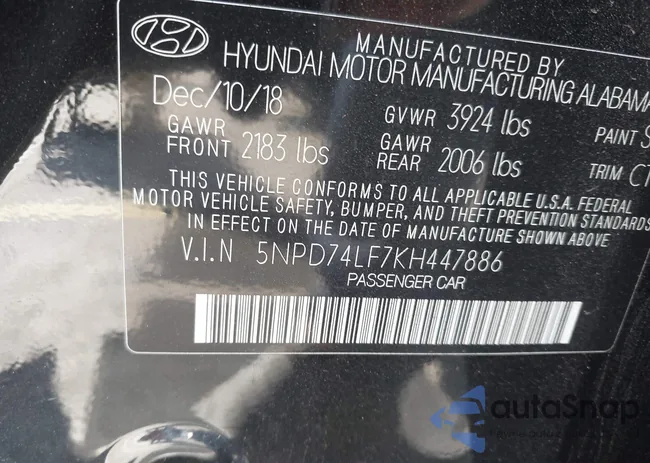 MANUFACTURED BY
HYUNDAI MOTOR MANUFACTURING ALABAMA
Dec/10/18 GVWR 3924 lbs PAINT S
GAWR FRONT 2183 lbs GAWR REAR 2006 lbs TRIM CT
THIS VEHICLE CONFORMS TO ALL APPLICABLE U.S.A. FEDERAL
MOTOR VEHICLE SAFETY, BUMPER, AND THEFT PREVENTION STANDARDS
IN EFFECT ON THE DATE OF MANUFACTURE SHOWN ABOVE
V.I.N 5NPD74LF7KH447886
PASSENGER CAR
autoSnap